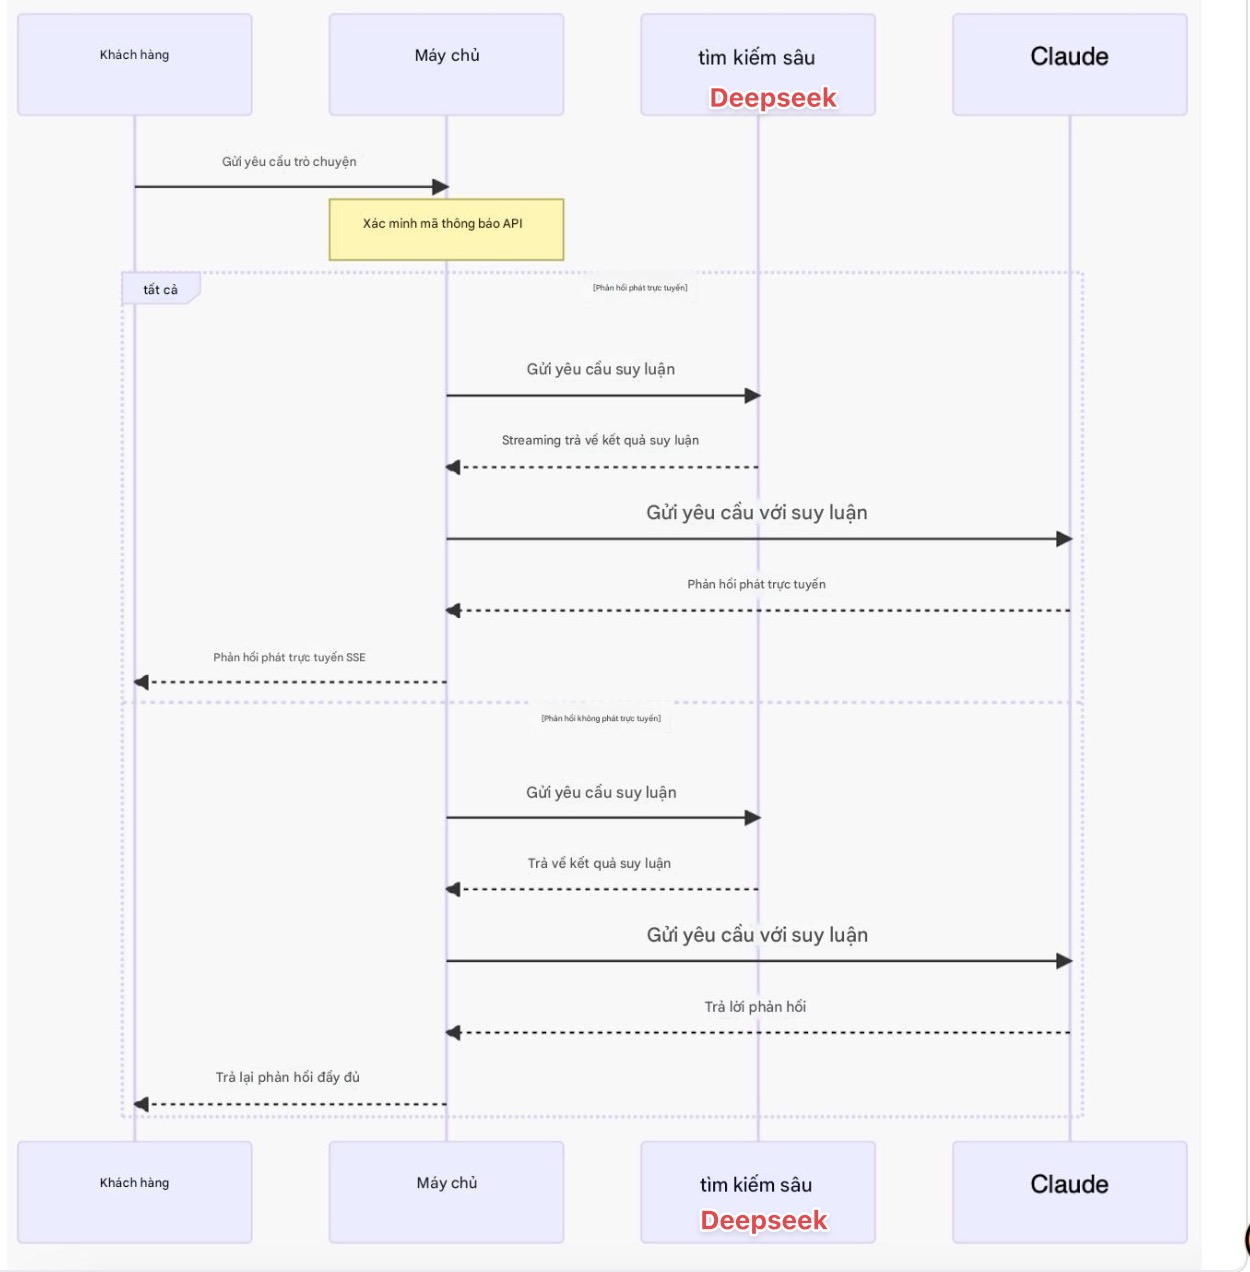 Khách hàng
Máy chủ
tìm kiếm sâu
Deepseek
Claude
Gửi yêu cầu trò chuyện
Xác minh mã thông báo API
tất cả
[Phản hồi phát trực tuyến]
Gửi yêu cầu suy luận
Streaming trả về kết quả suy luận
Gửi yêu cầu với suy luận
Phản hồi phát trực tuyến
Phản hồi phát trực tuyến SSE
[Phản hồi không phát trực tuyến]
Gửi yêu cầu suy luận
Trả về kết quả suy luận
Gửi yêu cầu với suy luận
Trả lời phản hồi
Trả lại phản hồi đầy đủ
Khách hàng
Máy chủ
tìm kiếm sâu
Deepseek
Claude